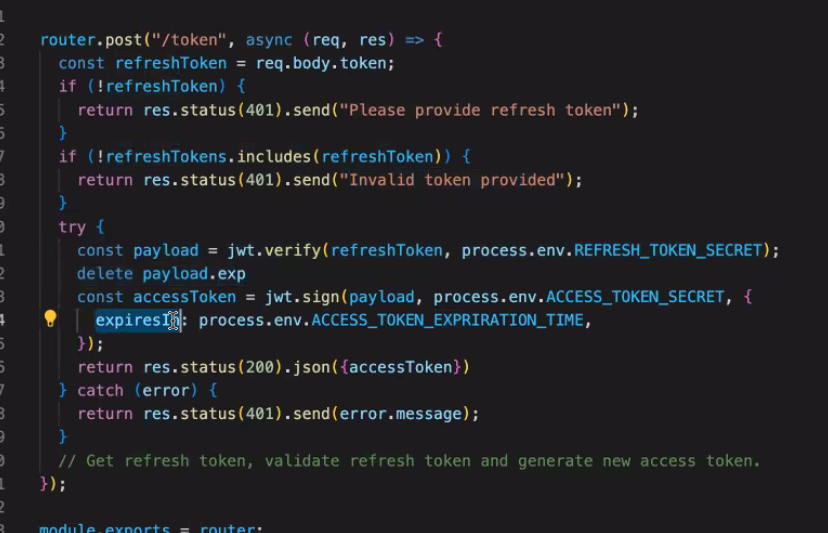 1
2 router.post("/token", async (req, res) => {
3 const refreshToken = req.body.token;
4 if (!refreshToken) {
5 return res.status(401).send("Please provide refresh token");
6 }
7 if (!refreshTokens.includes(refreshToken)) {
8 return res.status(401).send("Invalid token provided");
9 }
0 try {
1 const payload = jwt.verify(refreshToken, process.env.REFRESH_TOKEN_SECRET);
2 delete payload.exp
3 const accessToken = jwt.sign(payload, process.env.ACCESS_TOKEN_SECRET, {
4 expiresIn: process.env.ACCESS_TOKEN_EXPRIRATION_TIME,
5 });
6 return res.status(200).json({accessToken})
7 } catch (error) {
8 return res.status(401).send(error.message);
9 }
0 // Get refresh token, validate refresh token and generate new access token.
1 });
2
3 module.exports = router;